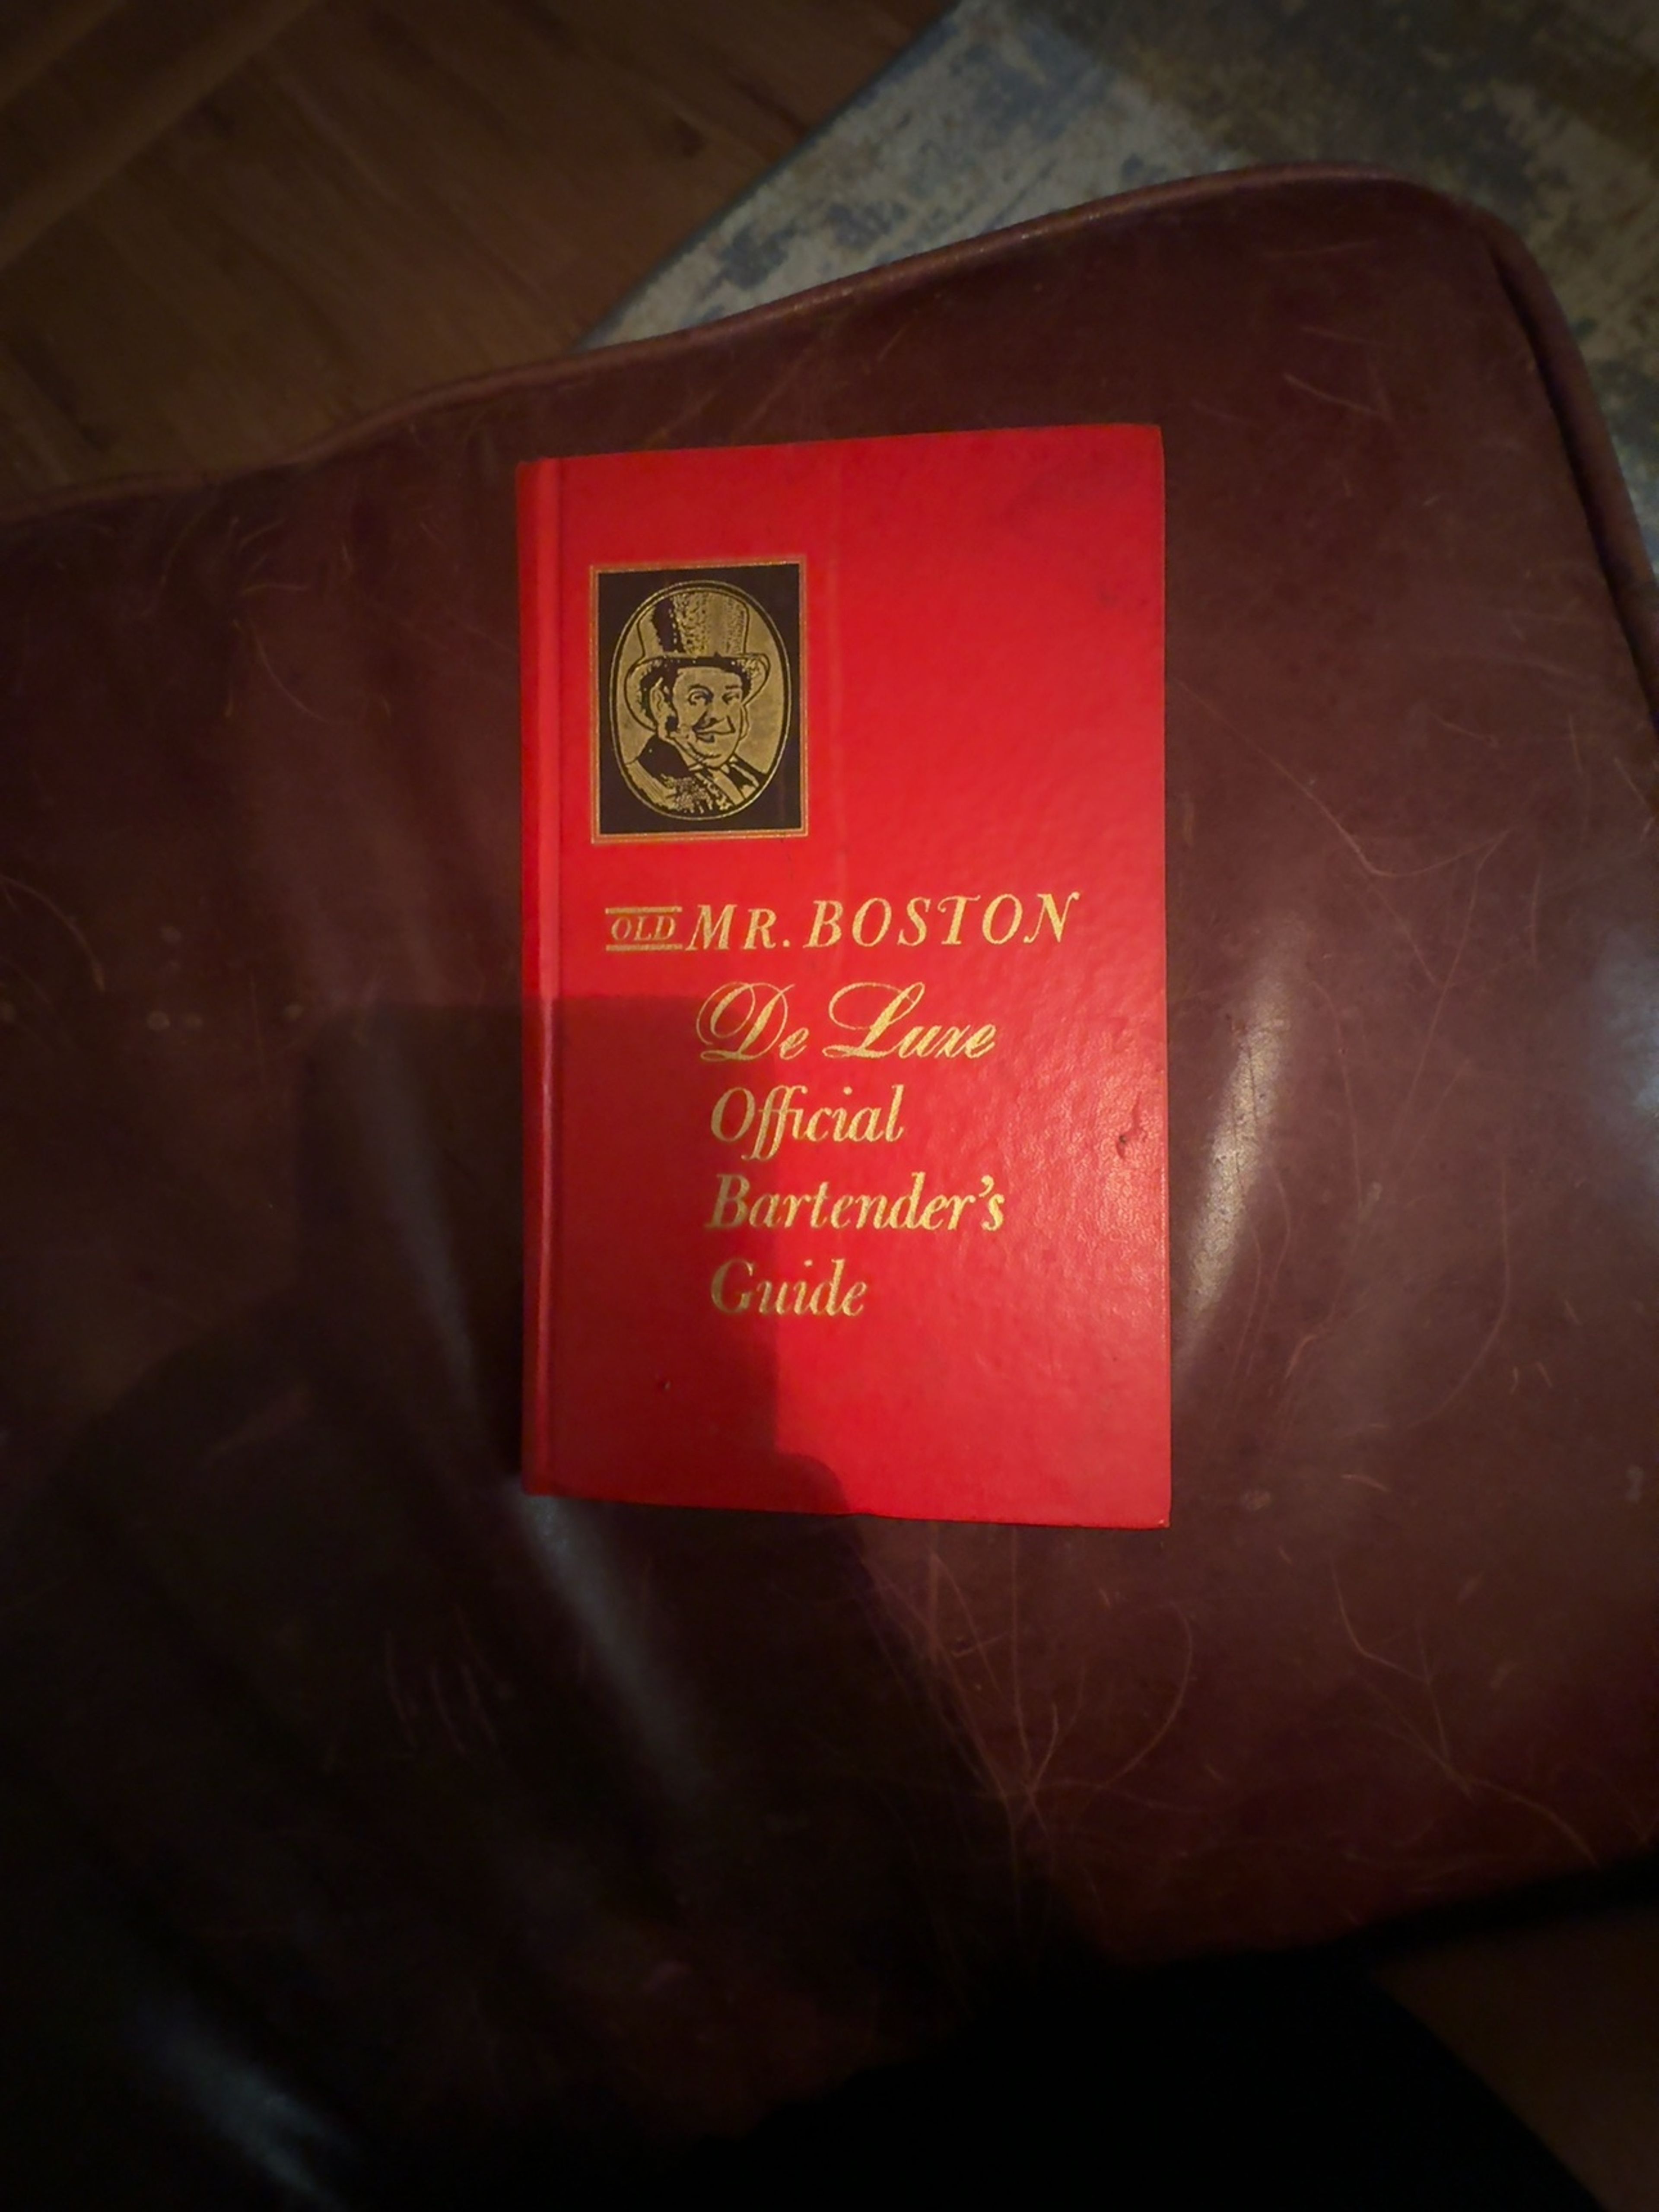 OLD MR. BOSTON
De Luxe
Official
Bartender's
Guide